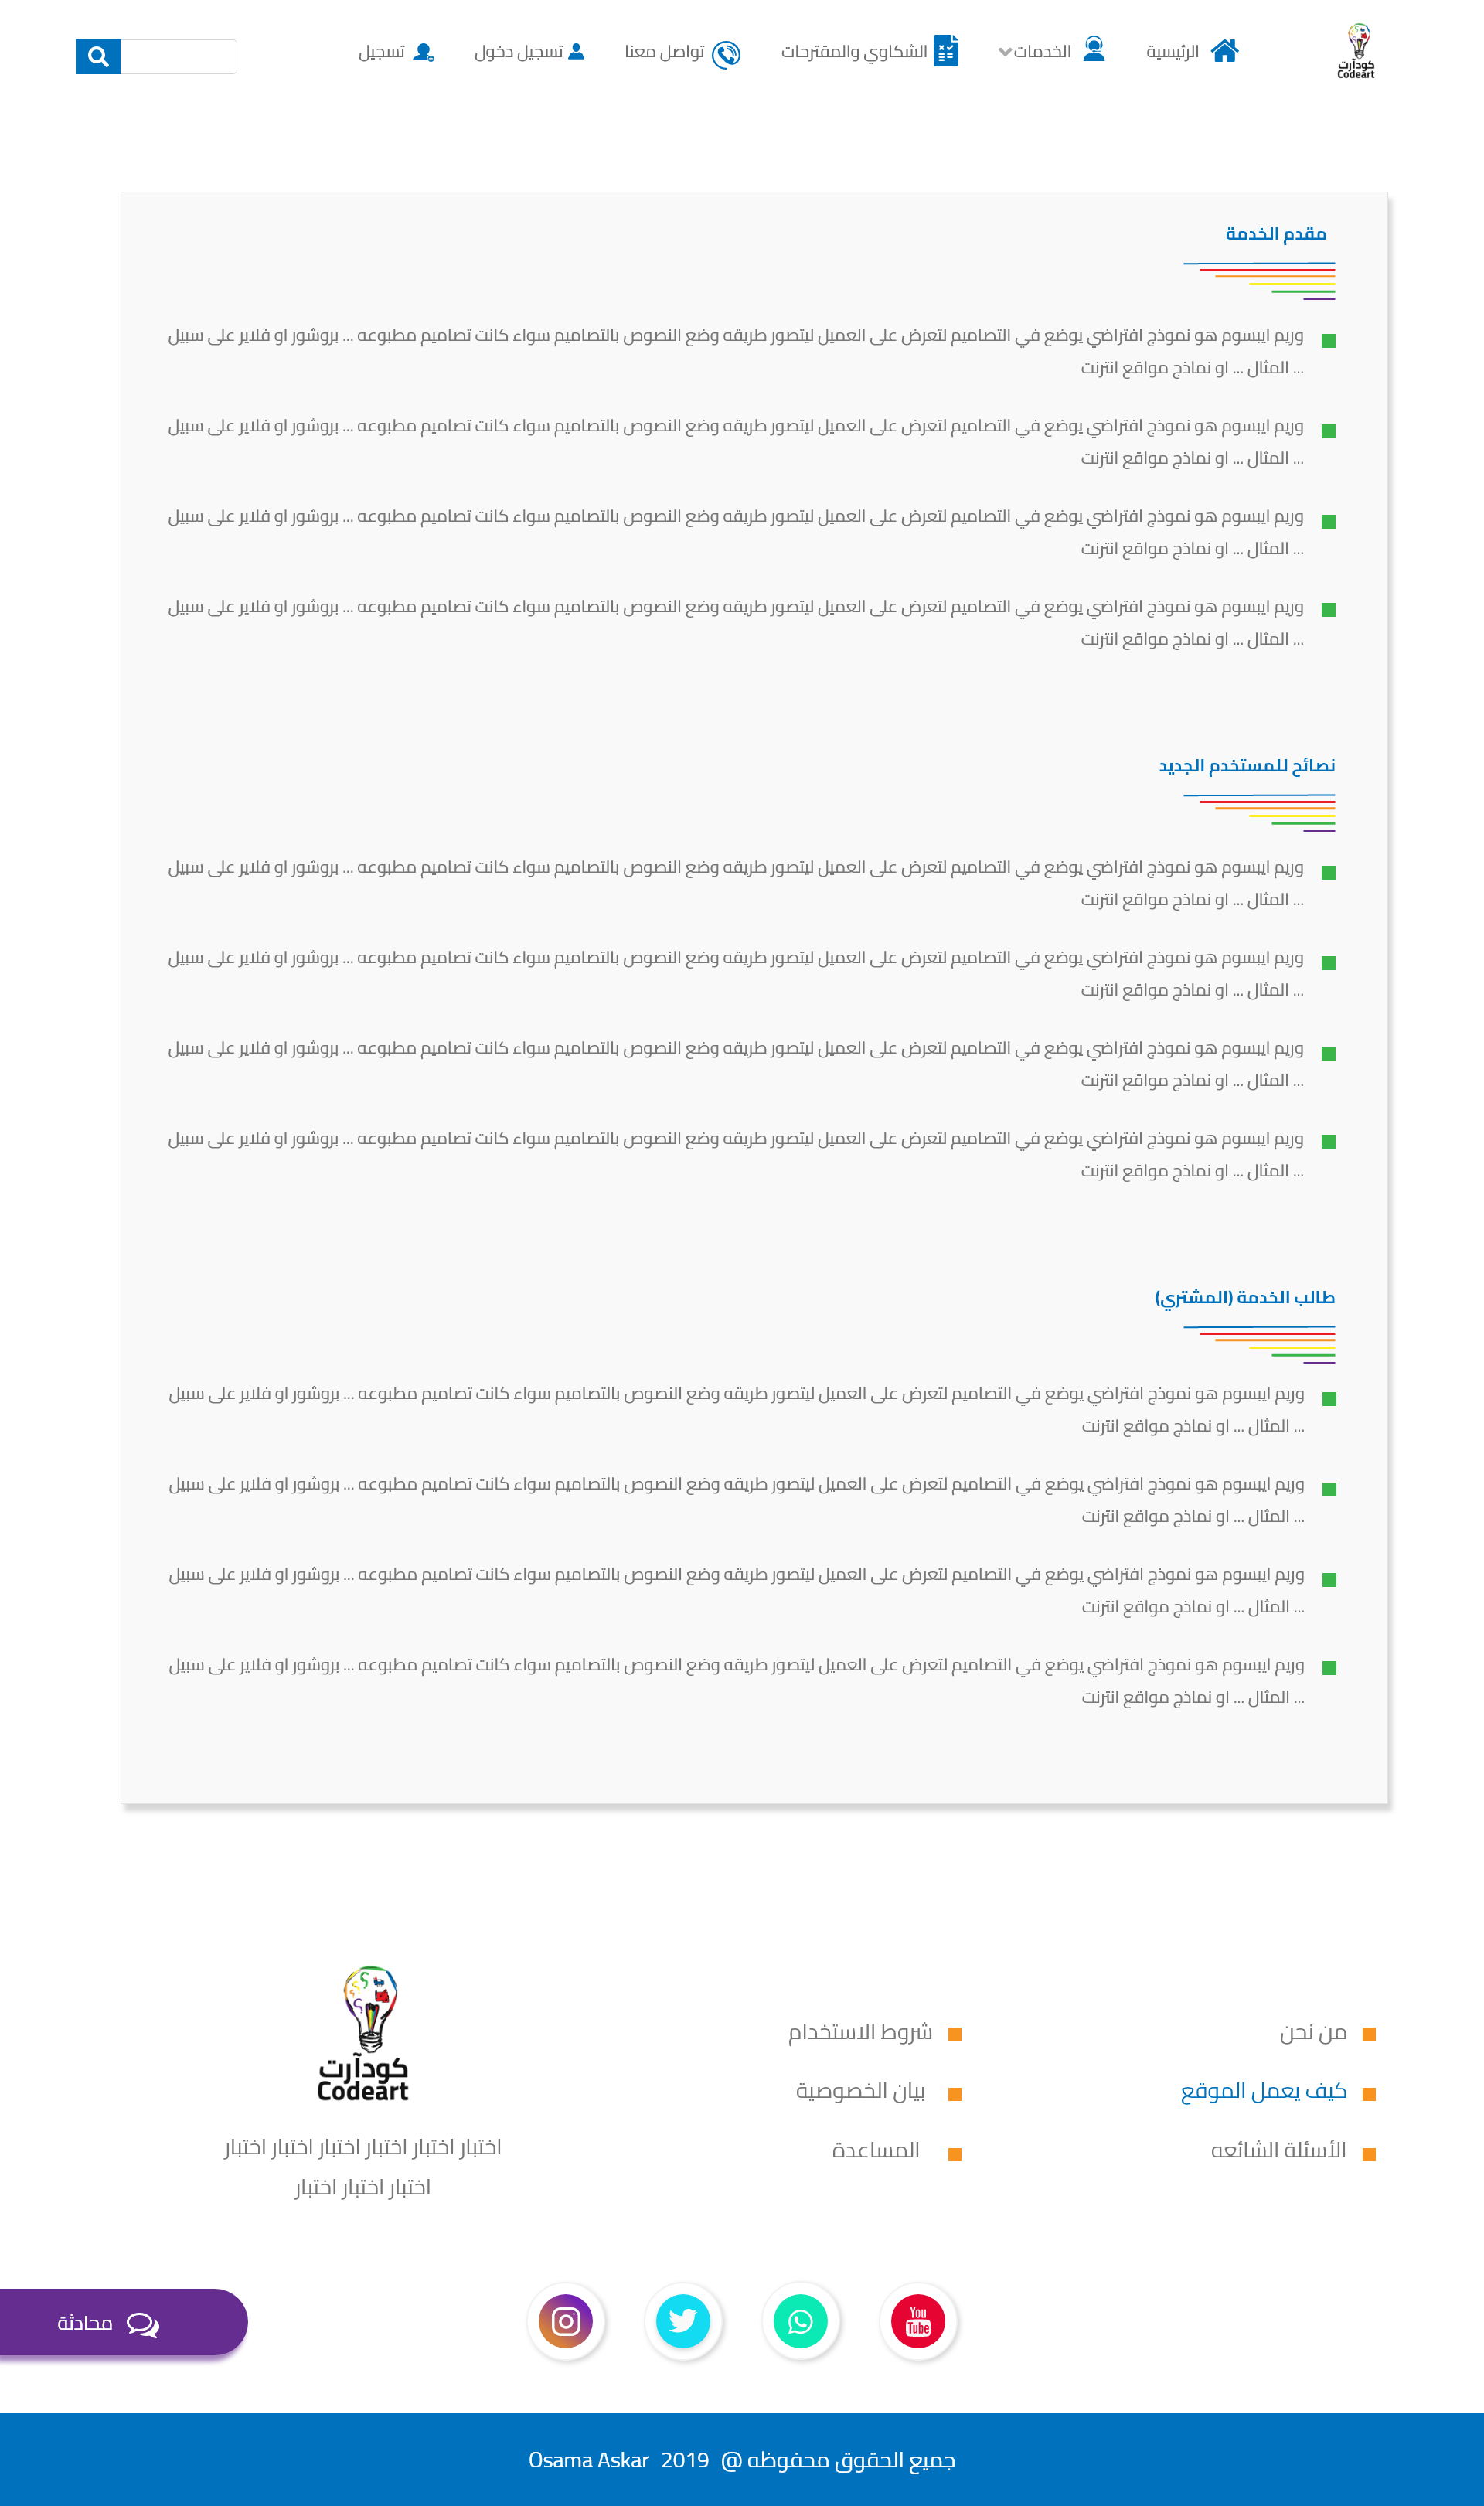 كودآرت
Codeart
الرئيسية
الخدمات
الشكاوي والمقترحات
تواصل معنا
تسجيل دخول
تسجيل
مقدم الخدمة
وريم ايبسوم هو نموذج افتراضي يوضع في التصاميم لتعرض على العميل ليتصور طريقه وضع النصوص بالتصاميم سواء كانت تصاميم مطبوعه ... بروشور او فلاير على سبيل
... المثال ... او نماذج مواقع انترنت
وريم ايبسوم هو نموذج افتراضي يوضع في التصاميم لتعرض على العميل ليتصور طريقه وضع النصوص بالتصاميم سواء كانت تصاميم مطبوعه ... بروشور او فلاير على سبيل
... المثال ... او نماذج مواقع انترنت
وريم ايبسوم هو نموذج افتراضي يوضع في التصاميم لتعرض على العميل ليتصور طريقه وضع النصوص بالتصاميم سواء كانت تصاميم مطبوعه ... بروشور او فلاير على سبيل
... المثال ... او نماذج مواقع انترنت
وريم ايبسوم هو نموذج افتراضي يوضع في التصاميم لتعرض على العميل ليتصور طريقه وضع النصوص بالتصاميم سواء كانت تصاميم مطبوعه ... بروشور او فلاير على سبيل
... المثال ... او نماذج مواقع انترنت
نصائح للمستخدم الجديد
وريم ايبسوم هو نموذج افتراضي يوضع في التصاميم لتعرض على العميل ليتصور طريقه وضع النصوص بالتصاميم سواء كانت تصاميم مطبوعه ... بروشور او فلاير على سبيل
... المثال ... او نماذج مواقع انترنت
وريم ايبسوم هو نموذج افتراضي يوضع في التصاميم لتعرض على العميل ليتصور طريقه وضع النصوص بالتصاميم سواء كانت تصاميم مطبوعه ... بروشور او فلاير على سبيل
... المثال ... او نماذج مواقع انترنت
وريم ايبسوم هو نموذج افتراضي يوضع في التصاميم لتعرض على العميل ليتصور طريقه وضع النصوص بالتصاميم سواء كانت تصاميم مطبوعه ... بروشور او فلاير على سبيل
... المثال ... او نماذج مواقع انترنت
وريم ايبسوم هو نموذج افتراضي يوضع في التصاميم لتعرض على العميل ليتصور طريقه وضع النصوص بالتصاميم سواء كانت تصاميم مطبوعه ... بروشور او فلاير على سبيل
... المثال ... او نماذج مواقع انترنت
طالب الخدمة (المشتري)
وريم ايبسوم هو نموذج افتراضي يوضع في التصاميم لتعرض على العميل ليتصور طريقه وضع النصوص بالتصاميم سواء كانت تصاميم مطبوعه ... بروشور او فلاير على سبيل
... المثال ... او نماذج مواقع انترنت
وريم ايبسوم هو نموذج افتراضي يوضع في التصاميم لتعرض على العميل ليتصور طريقه وضع النصوص بالتصاميم سواء كانت تصاميم مطبوعه ... بروشور او فلاير على سبيل
... المثال ... او نماذج مواقع انترنت
وريم ايبسوم هو نموذج افتراضي يوضع في التصاميم لتعرض على العميل ليتصور طريقه وضع النصوص بالتصاميم سواء كانت تصاميم مطبوعه ... بروشور او فلاير على سبيل
... المثال ... او نماذج مواقع انترنت
وريم ايبسوم هو نموذج افتراضي يوضع في التصاميم لتعرض على العميل ليتصور طريقه وضع النصوص بالتصاميم سواء كانت تصاميم مطبوعه ... بروشور او فلاير على سبيل
... المثال ... او نماذج مواقع انترنت
من نحن
كيف يعمل الموقع
الأسئلة الشائعه
شروط الاستخدام
بيان الخصوصية
المساعدة
كودآرت
Codeart
اختبار اختبار اختبار اختبار اختبار اختبار
اختبار اختبار اختبار
You
Tube
محادثة
جميع الحقوق محفوظه @ 2019 Osama Askar